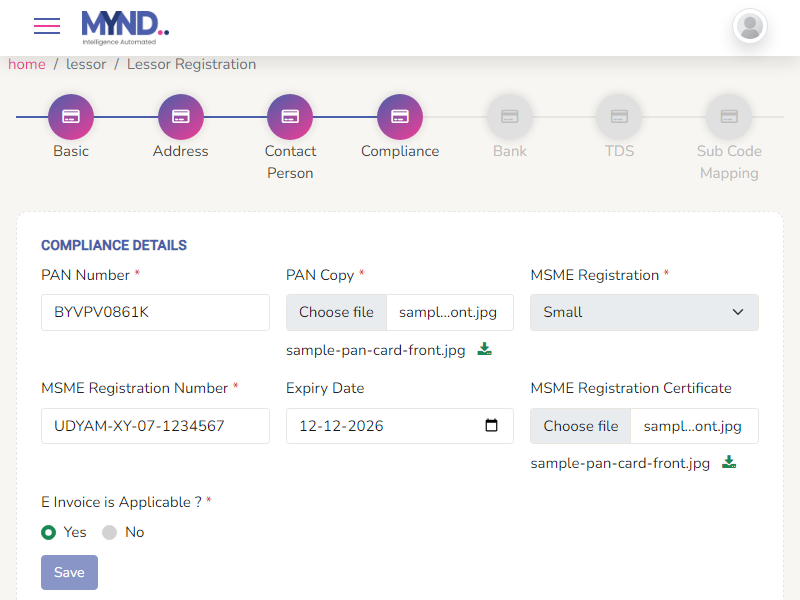 MYND..
Intelligence Automated
home / lessor / Lessor Registration
Basic
Address
Contact Person
Compliance
Bank
TDS
Sub Code Mapping
COMPLIANCE DETAILS
PAN Number *
PAN Copy *
MSME Registration *
BYVPV0861K
Choose file sampl...ont.jpg
Small
sample-pan-card-front.jpg
MSME Registration Number *
Expiry Date
MSME Registration Certificate
UDYAM-XY-07-1234567
12-12-2026
Choose file sampl...ont.jpg
sample-pan-card-front.jpg
E Invoice is Applicable ? *
Yes No
Save